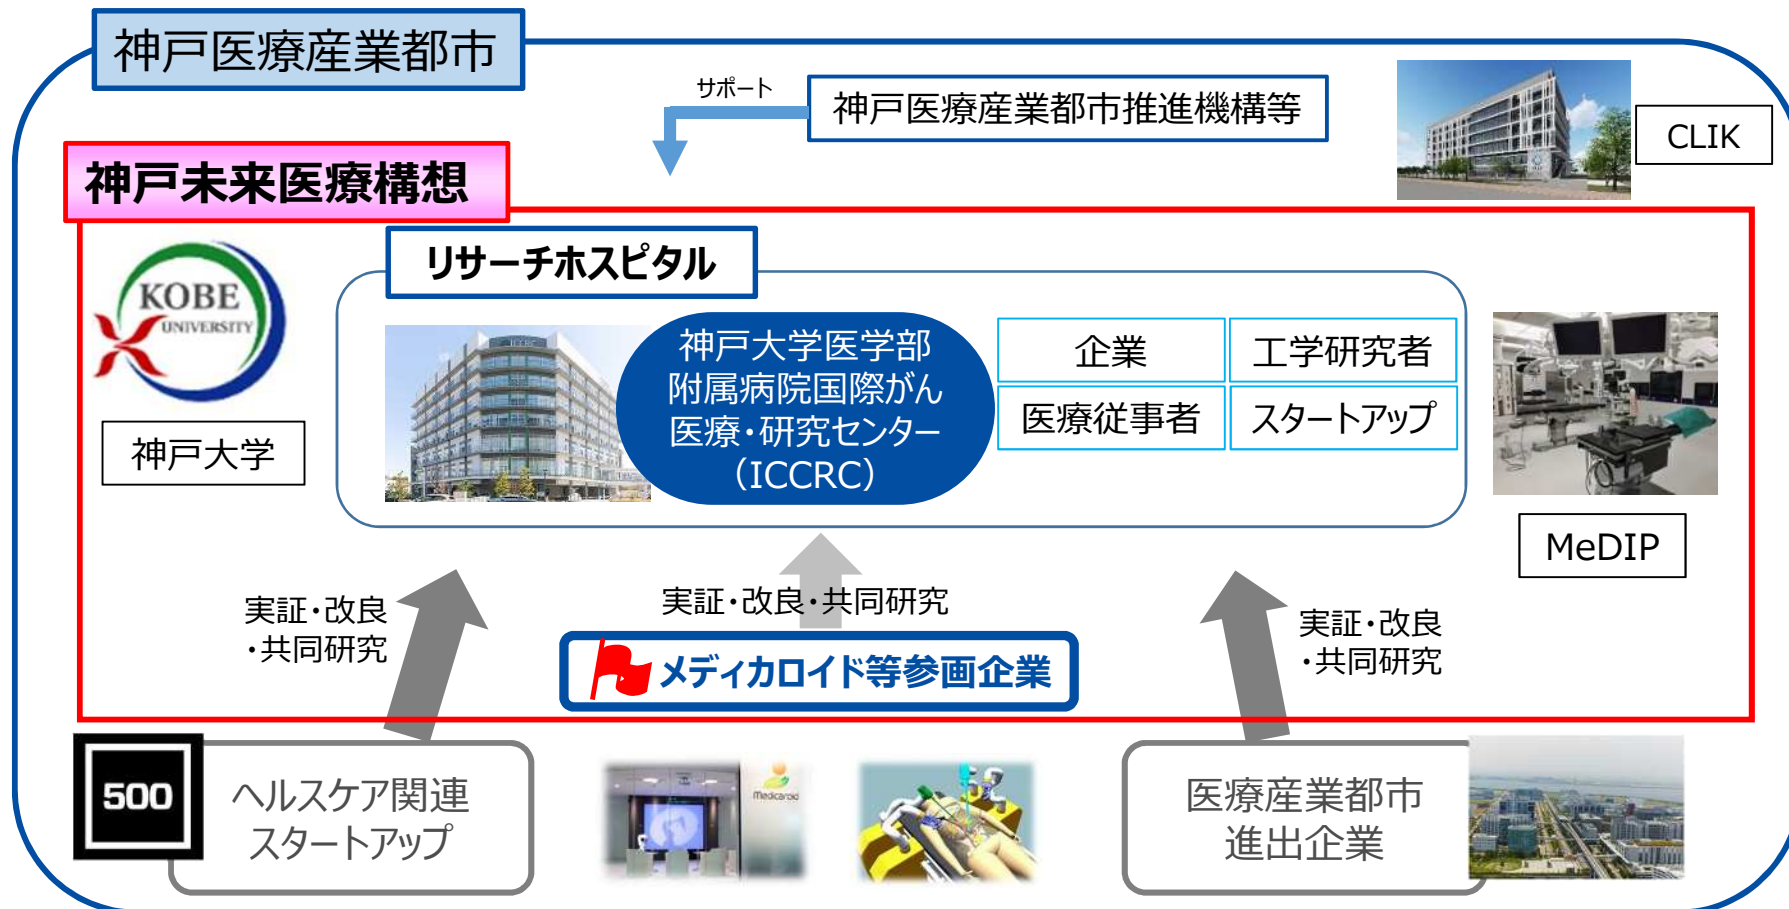 神戸医療産業都市
サポート
神戸医療産業都市推進機構等
CLIK
神戸未来医療構想
リサーチホスピタル
KOBE
UNIVERSITY
神戸大学
ICCRC
神戸大学医学部
附属病院国際がん
医療・研究センター
(ICCRC)
企業
工学研究者
医療従事者
スタートアップ
MeDIP
実証・改良
・共同研究
実証・改良・共同研究
実証・改良
・共同研究
メディカロイド等参画企業
500
ヘルスケア関連
スタートアップ
Medicaroid
医療産業都市
進出企業